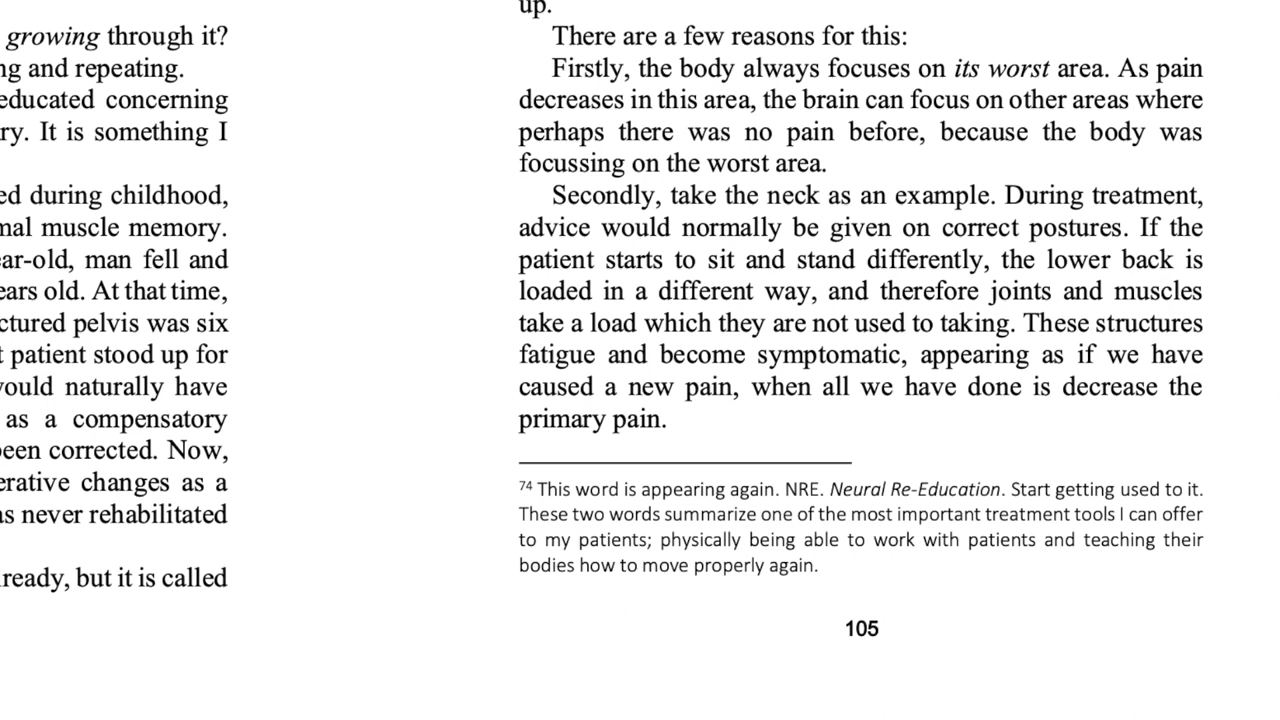 growing through it?
ng and repeating.
educated concerning
ry. It is something I
ed during childhood,
mal muscle memory.
ear-old, man fell and
ears old. At that time,
ctured pelvis was six
t patient stood up for
would naturally have
as a compensatory
been corrected. Now,
erative changes as a
as never rehabilitated
lready, but it is called
up.
There are a few reasons for this:
Firstly, the body always focuses on its worst area. As pain
decreases in this area, the brain can focus on other areas where
perhaps there was no pain before, because the body was
focussing on the worst area.
Secondly, take the neck as an example. During treatment,
advice would normally be given on correct postures. If the
patient starts to sit and stand differently, the lower back is
loaded in a different way, and therefore joints and muscles
take a load which they are not used to taking. These structures
fatigue and become symptomatic, appearing as if we have
caused a new pain, when all we have done is decrease the
primary pain.
74 This word is appearing again. NRE. Neural Re-Education. Start getting used to it.
These two words summarize one of the most important treatment tools I can offer
to my patients; physically being able to work with patients and teaching their
bodies how to move properly again.
105